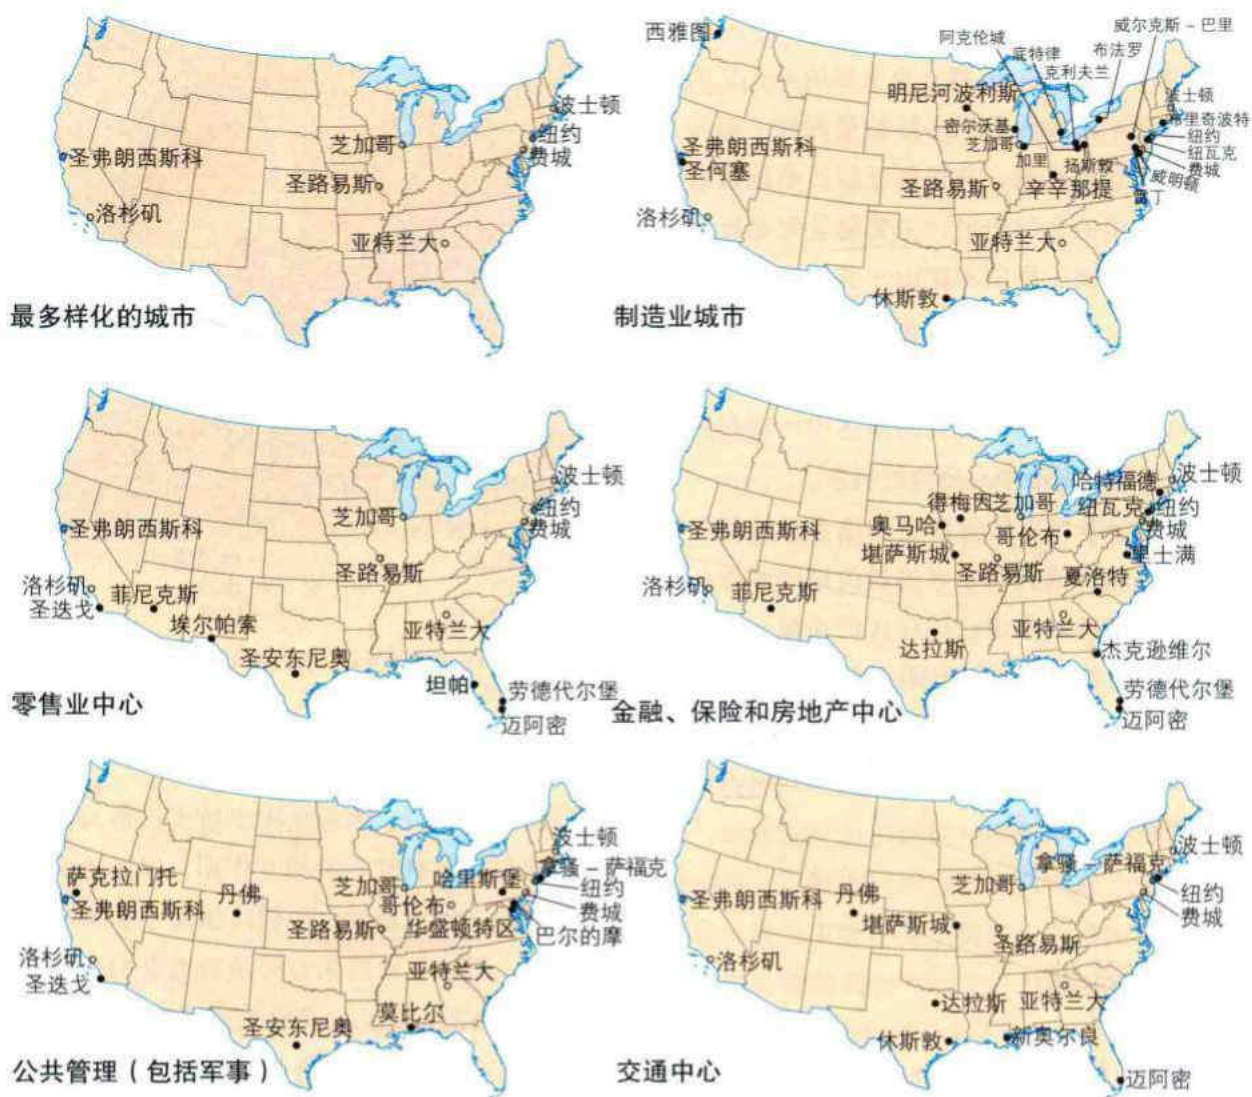 波士顿
纽约
费城
芝加哥
圣弗朗西斯科
圣路易斯
洛杉矶
亚特兰大
最多样化的城市
西雅图
威尔克斯-巴里
阿克伦城
底特律
布法罗
克利夫兰
明尼河波利斯
波士顿
布里奇波特
密尔沃基
芝加哥
加里
扬斯敦
纽约
纽瓦克
费城
威明顿
圣弗朗西斯科
圣何塞
圣路易斯
辛辛那提
洛杉矶
亚特兰大
休斯敦
制造业城市
波士顿
纽约
费城
芝加哥
圣弗朗西斯科
圣路易斯
洛杉矶
圣迭戈
菲尼克斯
埃尔帕索
亚特兰大
圣安东尼奥
坦帕
劳德代尔堡
迈阿密
零售业中心
哈特福德
波士顿
得梅因
芝加哥
纽瓦克
纽约
费城
奥马哈
圣弗朗西斯科
哥伦布
堪萨斯城
里士满
圣路易斯
夏洛特
洛杉矶
菲尼克斯
亚特兰大
达拉斯
杰克逊维尔
劳德代尔堡
迈阿密
金融、保险和房地产中心
波士顿
拿骚-萨福克
萨克拉门托
丹佛
芝加哥
哈里斯堡
纽约
圣弗朗西斯科
哥伦布
费城
圣路易斯
华盛顿特区
巴尔的摩
洛杉矶
圣迭戈
亚特兰大
莫比尔
圣安东尼奥
公共管理（包括军事）
波士顿
拿骚-萨福克
芝加哥
纽约
丹佛
费城
圣弗朗西斯科
堪萨斯城
圣路易斯
洛杉矶
达拉斯
亚特兰大
休斯敦
新奥尔良
迈阿密
交通中心